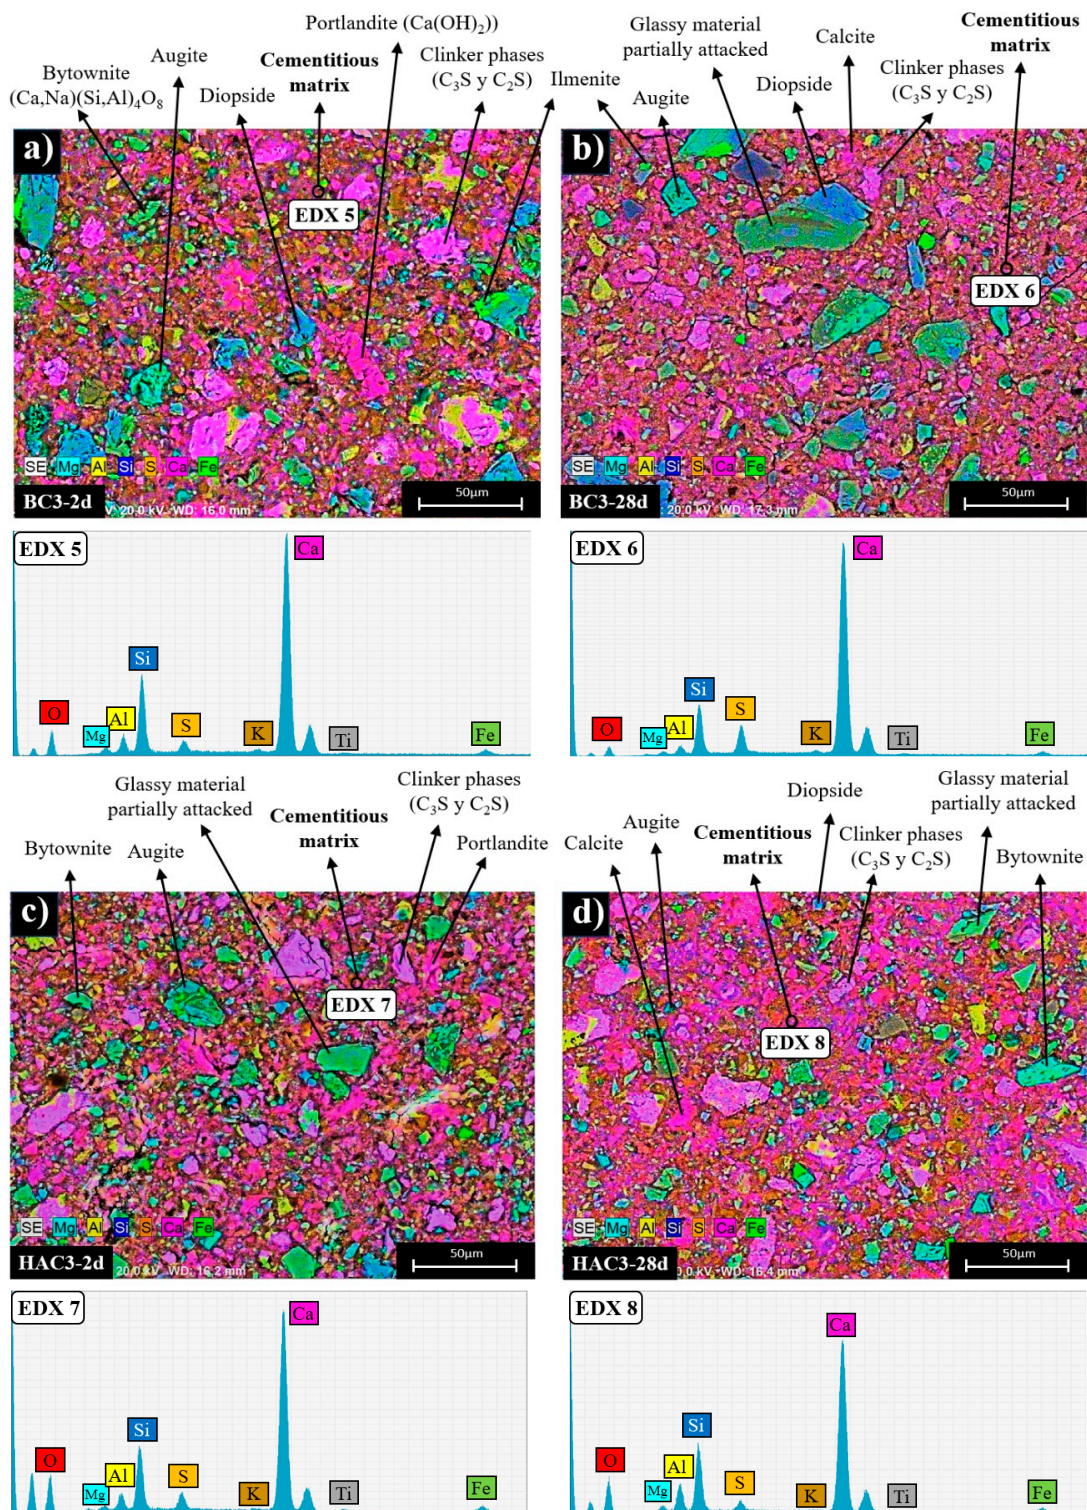 Portlandite (Ca(OH)₂))
Augite
Bytownite
(Ca,Na)(Si,Al)₄O₈
Diopside
Cementitious
matrix
Clinker phases
(C₃S y C₂S)
Ilmenite
Glassy material
partially attacked
Augite
Diopside
Calcite
Clinker phases
(C₃S y C₂S)
Cementitious
matrix
a)
EDX 5
SE Mg Al Si S Ca Fe
BC3-2d
V: 20.0 kV WD: 16.0 mm
50µm
b)
EDX 6
SE Mg Al Si S Ca Fe
BC3-28d
20.0 kV WD: 17.3 mm
50µm
EDX 5
O Mg Al Si S K Ca Ti Fe
EDX 6
O Mg Al Si S K Ca Ti Fe
Bytownite
Augite
Glassy material
partially attacked
Cementitious
matrix
Clinker phases
(C₃S y C₂S)
Portlandite
Calcite
Augite
Cementitious
matrix
Diopside
Clinker phases
(C₃S y C₂S)
Glassy material
partially attacked
Bytownite
c)
EDX 7
SE Mg Al Si S Ca Fe
HAC3-2d
20.0 kV WD: 16.2 mm
50µm
d)
EDX 8
SE Mg Al Si S Ca Fe
HAC3-28d
0.0 kV WD: 16.4 mm
50µm
EDX 7
O Mg Al Si S K Ca Ti Fe
EDX 8
O Mg Al Si S K Ca Ti Fe